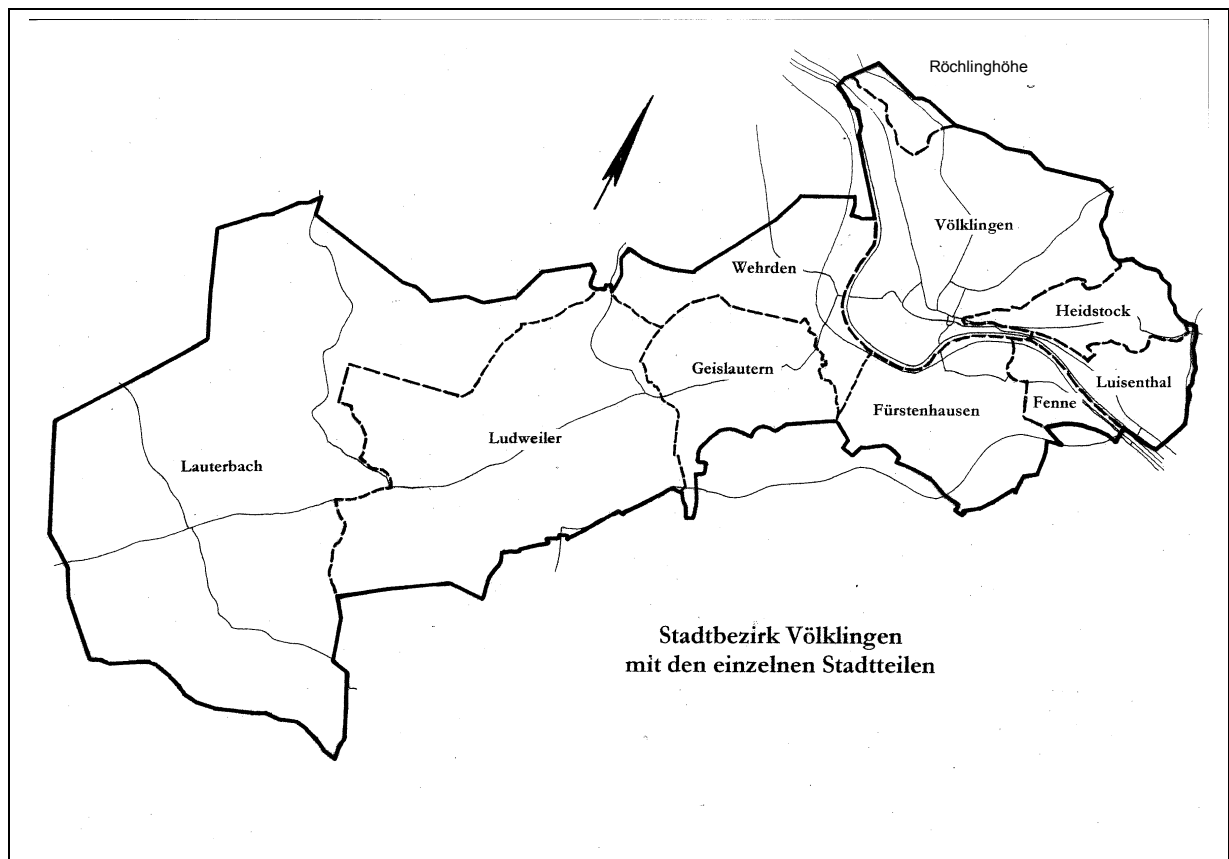 Röchlinghöhe
Völklingen
Wehrden
Heidstock
Geislautern
Luisenthal
Fürstenhausen
Fenne
Ludweiler
Lauterbach
Stadtbezirk Völklingen
mit den einzelnen Stadtteilen